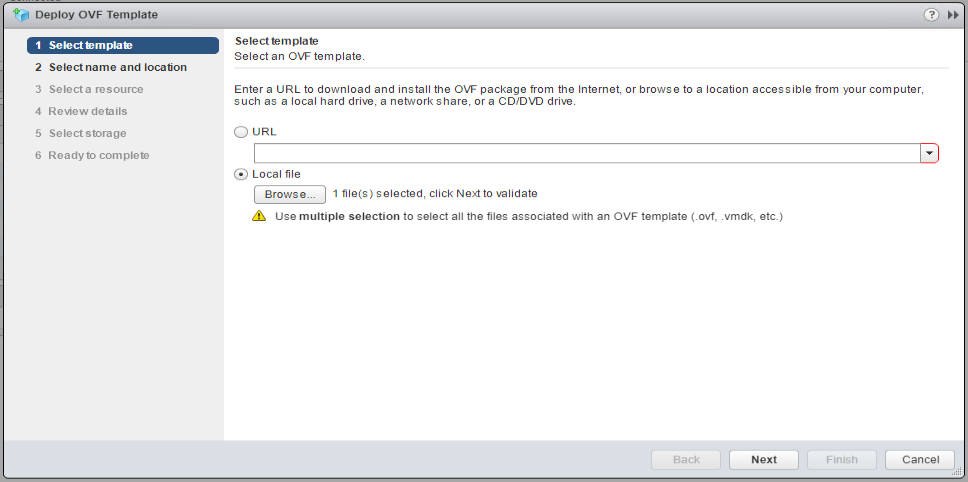 Deploy OVF Template
?
1 Select template
2 Select name and location
3 Select a resource
4 Review details
5 Select storage
6 Ready to complete
Select template
Select an OVF template.
Enter a URL to download and install the OVF package from the Internet, or browse to a location accessible from your computer,
such as a local hard drive, a network share, or a CD/DVD drive.
URL
Local file
Browse... 1 file(s) selected, click Next to validate
Use multiple selection to select all the files associated with an OVF template (.ovf, .vmdk, etc.)
Back Next Finish Cancel